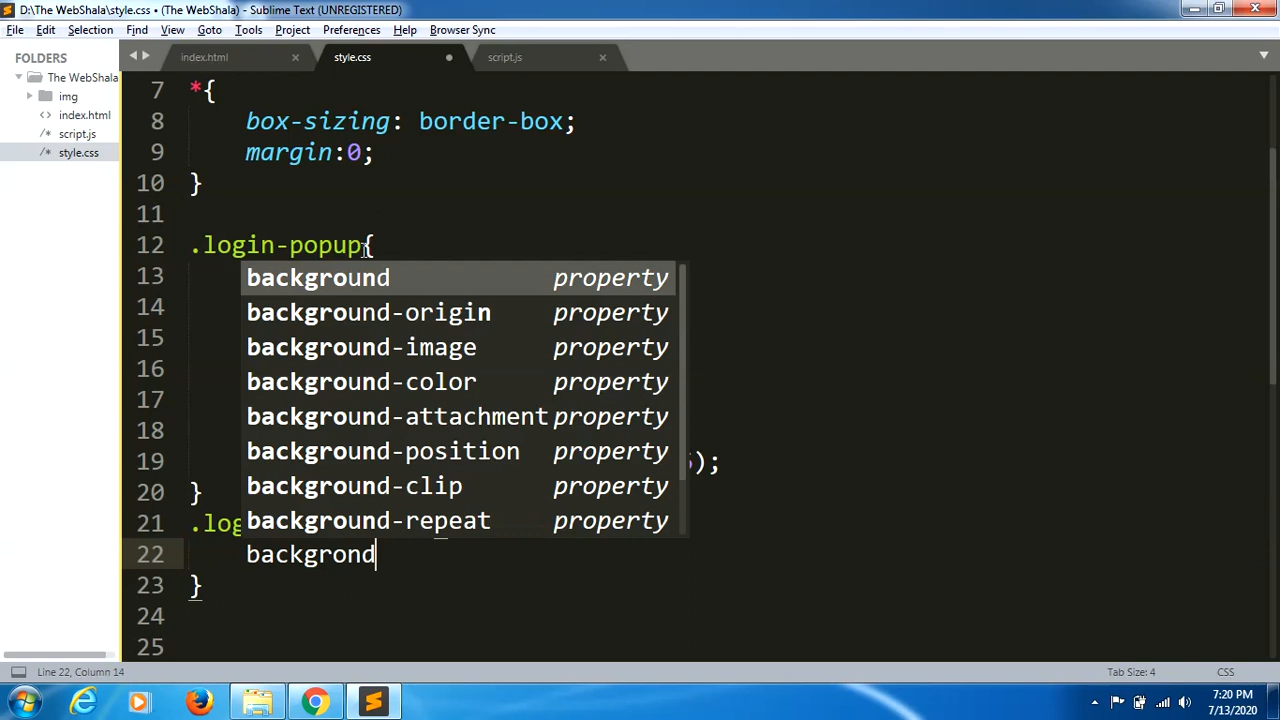 D:\The WebShala\style.css • (The WebShala) - Sublime Text (UNREGISTERED)
File Edit Selection Find View Goto Tools Project Preferences Help Browser Sync
FOLDERS
The WebShala
img
index.html
script.js
style.css
index.html style.css script.js
7 *{
8 box-sizing: border-box;
9 margin:0;
10 }
11
12 .login-popup{
13 background property
14 background-origin property
15 background-image property
16 background-color property
17 background-attachment property
18 background-position property
19 );
background-clip property
20 }
21 .log
background-repeat property
22 backgrond
23 }
24
25
Line 22, Column 14 Tab Size: 4 CSS
7:20 PM
7/13/2020